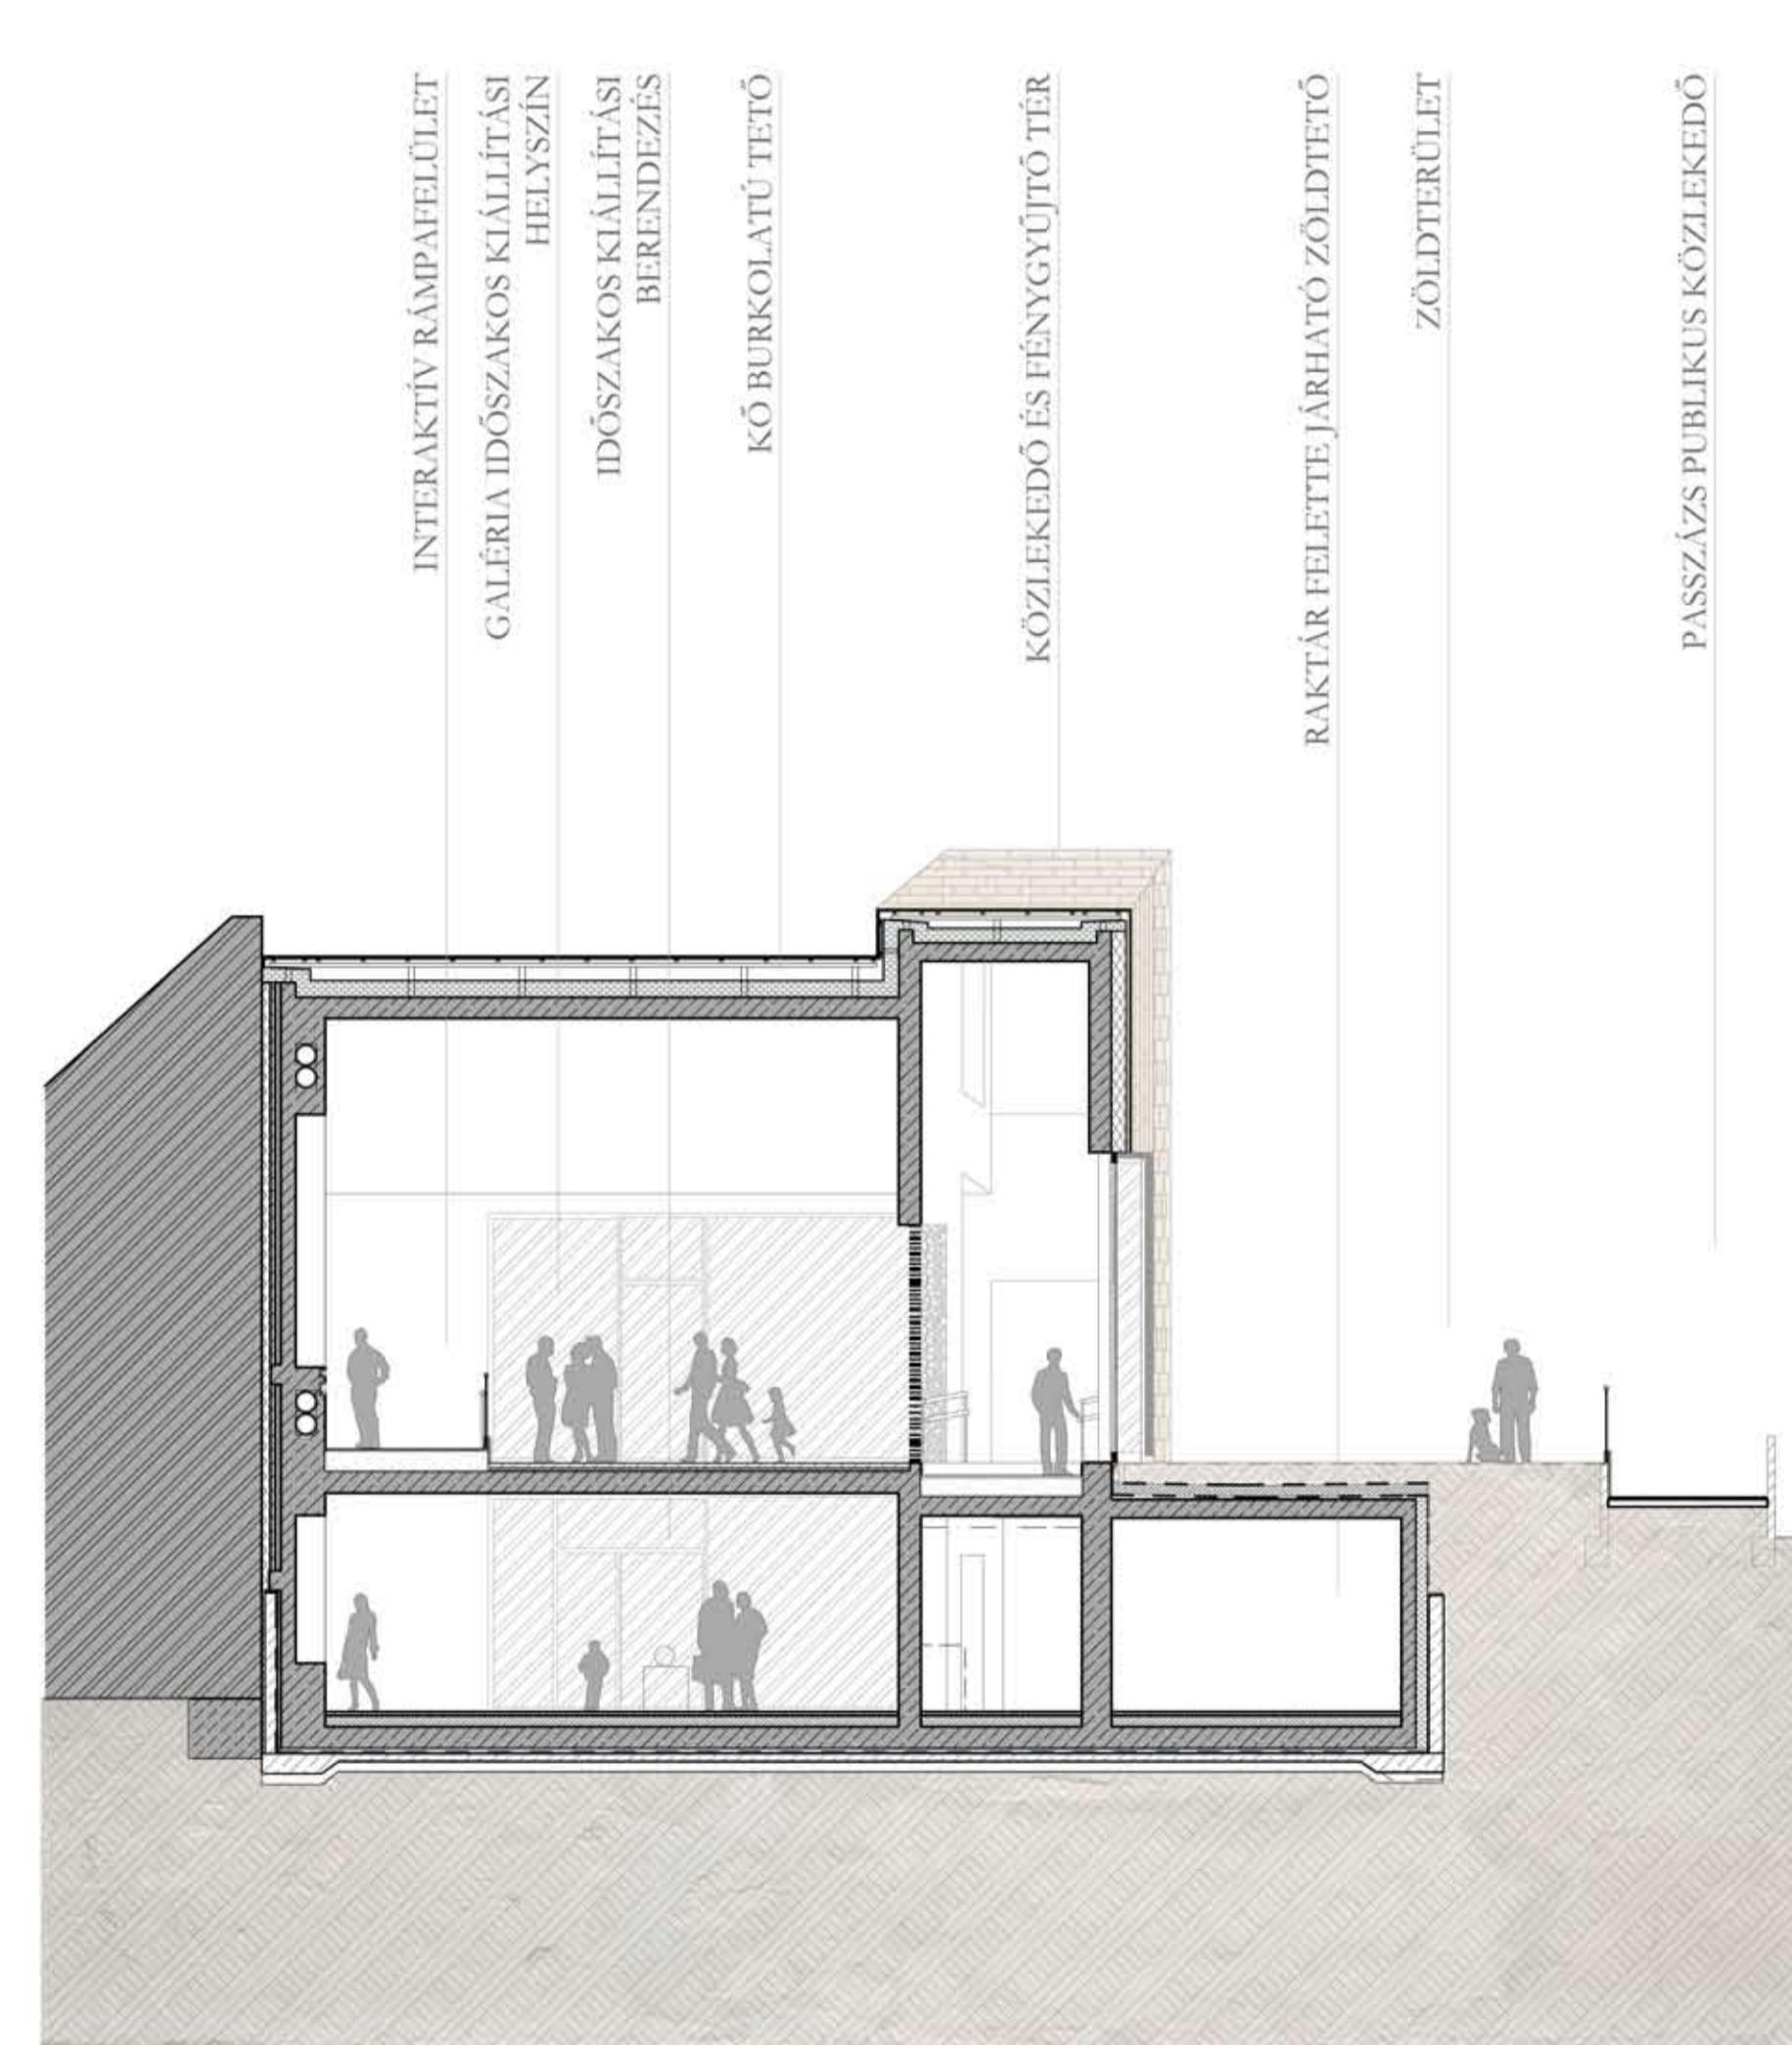 INTERAKTÍV RÁMPAFELÜLET
GALÉRIA IDŐSZAKOS KIÁLLÍTÁSI
HELYSZÍN
IDŐSZAKOS KIÁLLÍTÁSI
BERENDEZÉS
KŐ BURKOLATÚ TETŐ
KÖZLEKEDŐ ÉS FÉNYGYŰJTŐ TÉR
RAKTÁR FELETTE JÁRHATÓ ZÖLDTETŐ
ZÖLDTERÜLET
PASSZÁZS PUBLIKUS KÖZLEKEDŐ